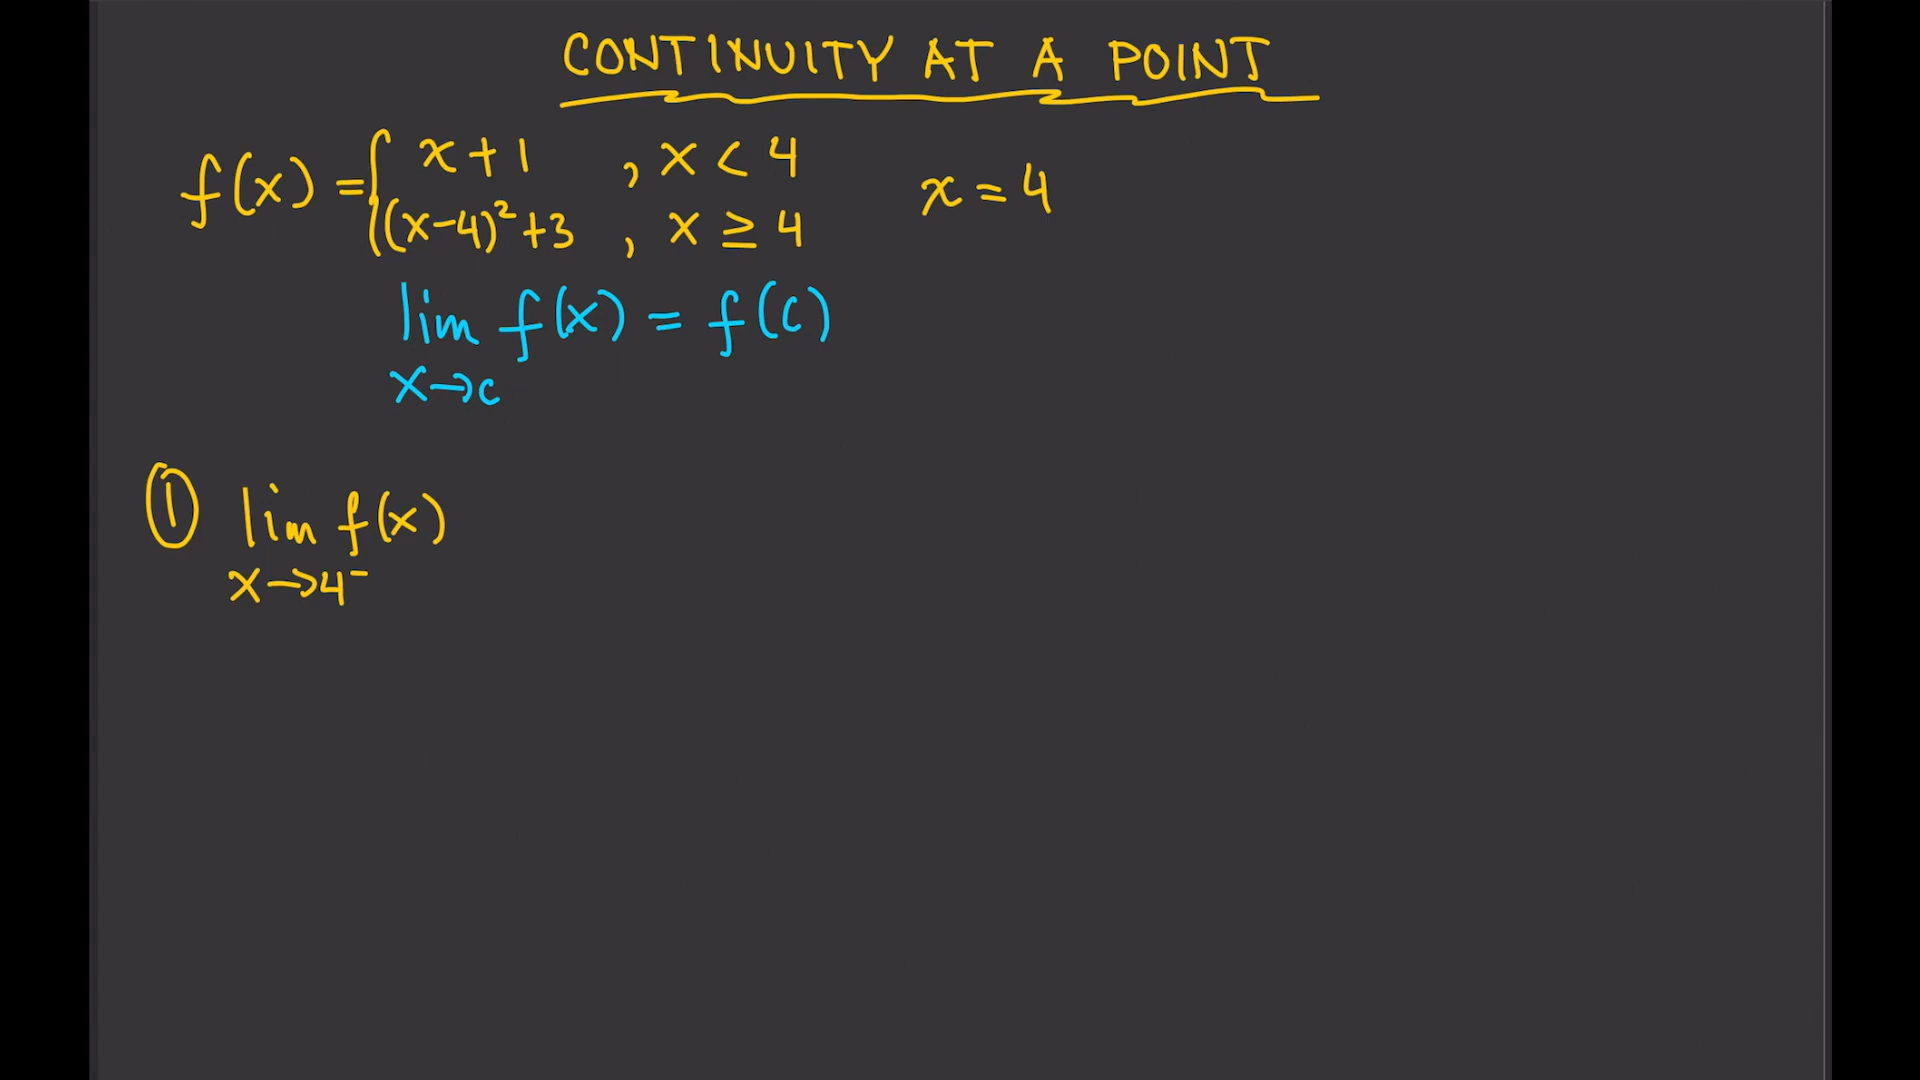 CONTINUITY AT A POINT
f(x) = { x+1 , x < 4
(x-4)²+3 , x ≥ 4
x = 4
lim f(x) = f(c)
x→c
① lim f(x)
x→4⁻